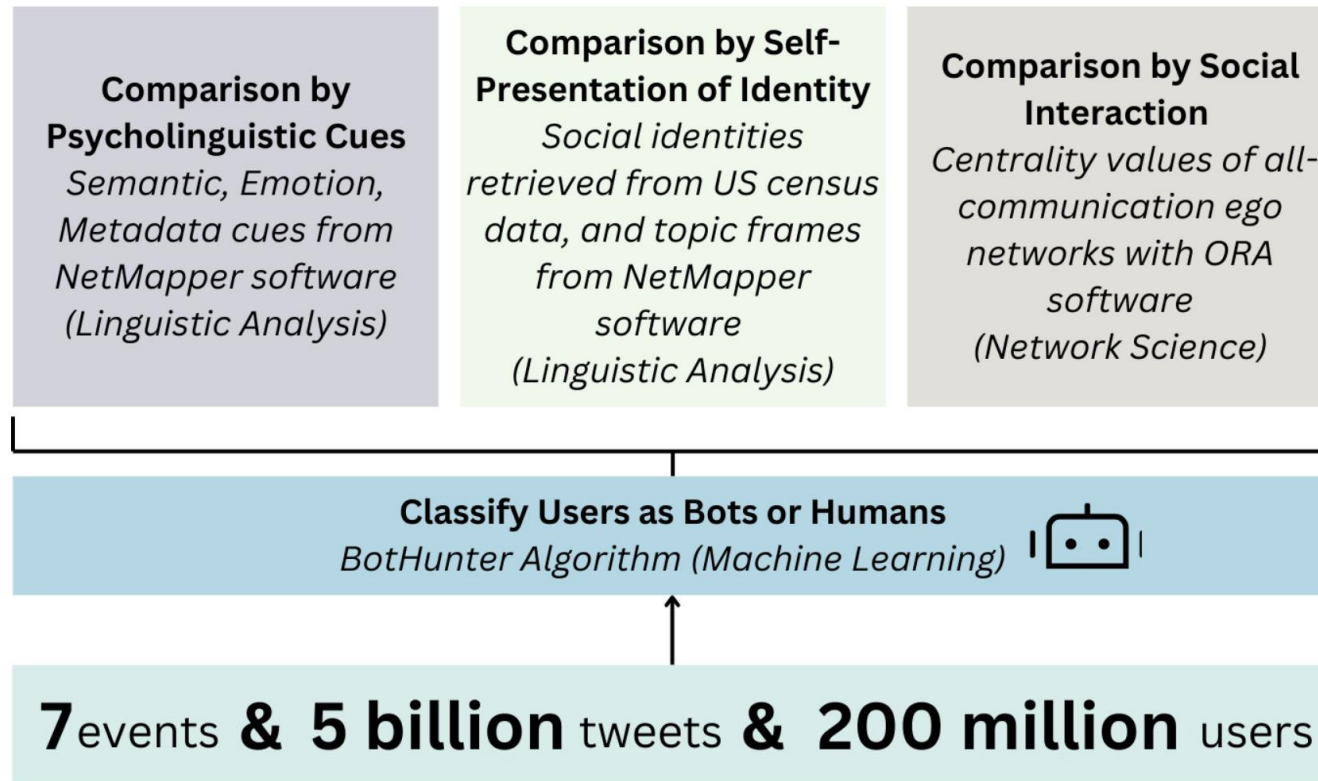 Comparison by
Psycholinguistic Cues
Semantic, Emotion,
Metadata cues from
NetMapper software
(Linguistic Analysis)
Comparison by Self-
Presentation of Identity
Social identities
retrieved from US census
data, and topic frames
from NetMapper
software
(Linguistic Analysis)
Comparison by Social
Interaction
Centrality values of all-
communication ego
networks with ORA
software
(Network Science)
Classify Users as Bots or Humans
BotHunter Algorithm (Machine Learning)
7 events & 5 billion tweets & 200 million users